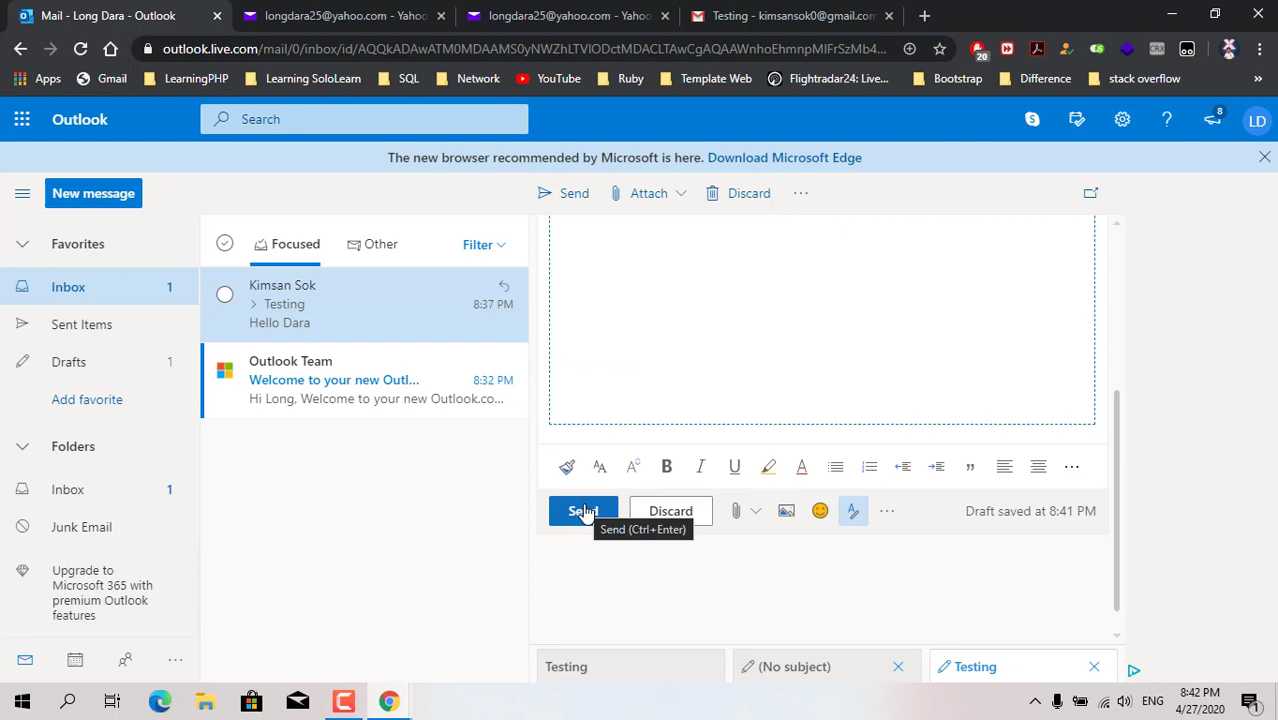 Mail - Long Dara - Outlook
longdara25@yahoo.com - Yahoo
longdara25@yahoo.com - Yahoo
Testing - kimsansok0@gmail.com
outlook.live.com/mail/0/inbox/id/AQQkADAwATM0MDAAMS0yNWZhLTVlODctMDACLTAwCgAQAAWnhoEhmnpMIFrSzMb4...
20
Apps
Gmail
LearningPHP
Learning SoloLearn
SQL
Network
YouTube
Ruby
Template Web
Flightradar24: Live...
Bootstrap
Difference
stack overflow
»
Outlook
Search
8
LD
The new browser recommended by Microsoft is here. Download Microsoft Edge
New message
Send
Attach
Discard
Favorites
Focused
Other
Filter
Inbox 1
Kimsan Sok
Testing 8:37 PM
Hello Dara
Sent Items
Drafts 1
Outlook Team
Welcome to your new Outl... 8:32 PM
Hi Long, Welcome to your new Outlook.co...
Add favorite
Folders
Inbox 1
Junk Email
Upgrade to
Microsoft 365 with
premium Outlook
features
Send
Discard
Draft saved at 8:41 PM
Send (Ctrl+Enter)
Testing
(No subject)
Testing
ENG
8:42 PM
4/27/2020